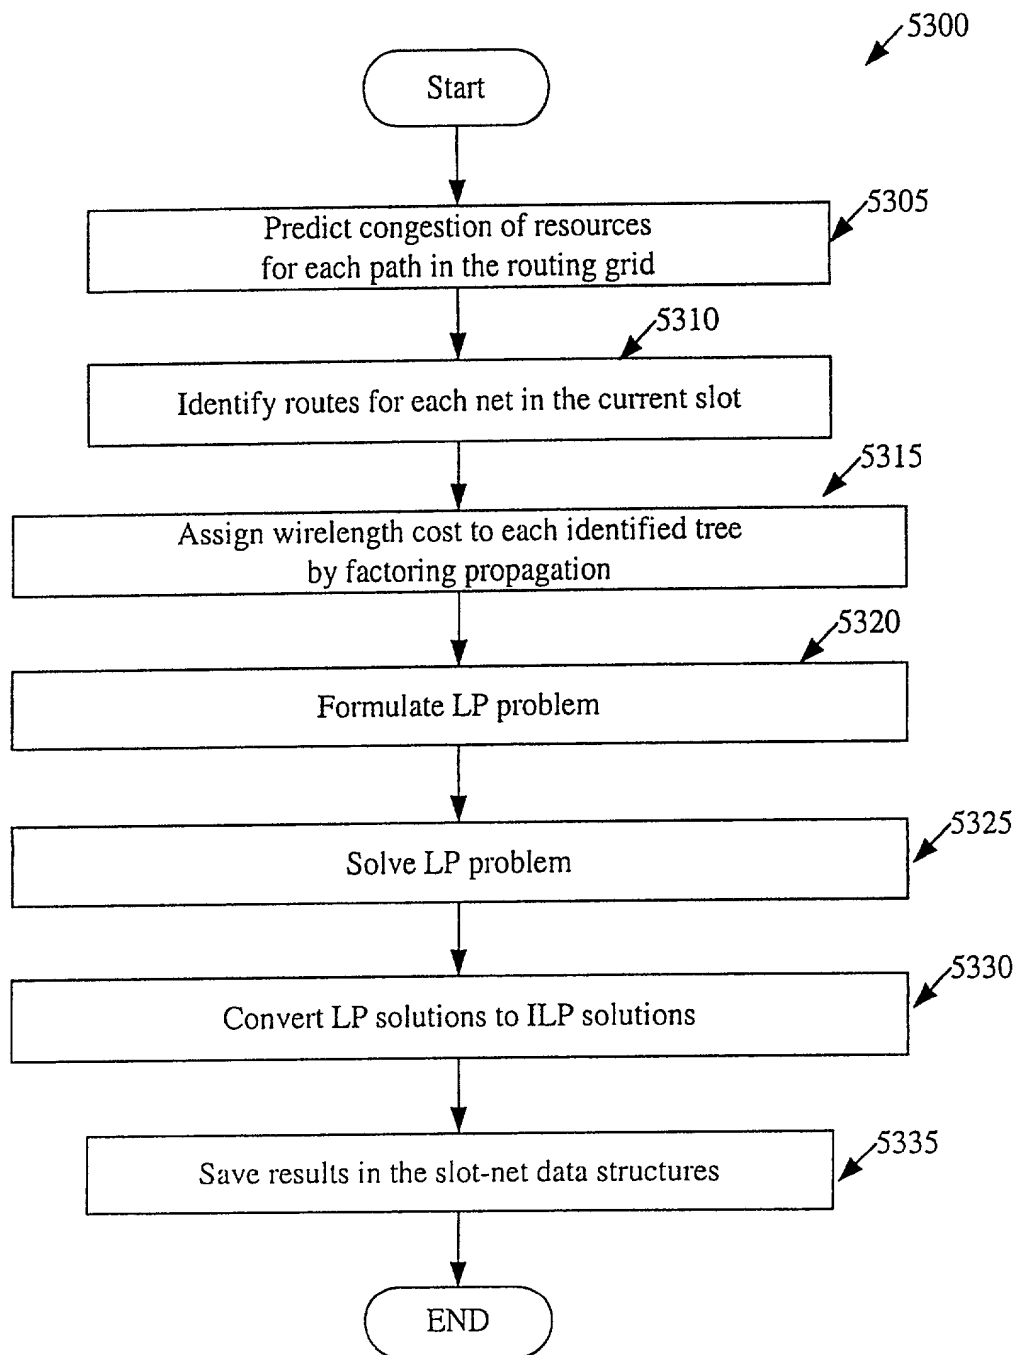 5300
Start
5305
Predict congestion of resources
for each path in the routing grid
5310
Identify routes for each net in the current slot
5315
Assign wirelength cost to each identified tree
by factoring propagation
5320
Formulate LP problem
5325
Solve LP problem
5330
Convert LP solutions to ILP solutions
5335
Save results in the slot-net data structures
END